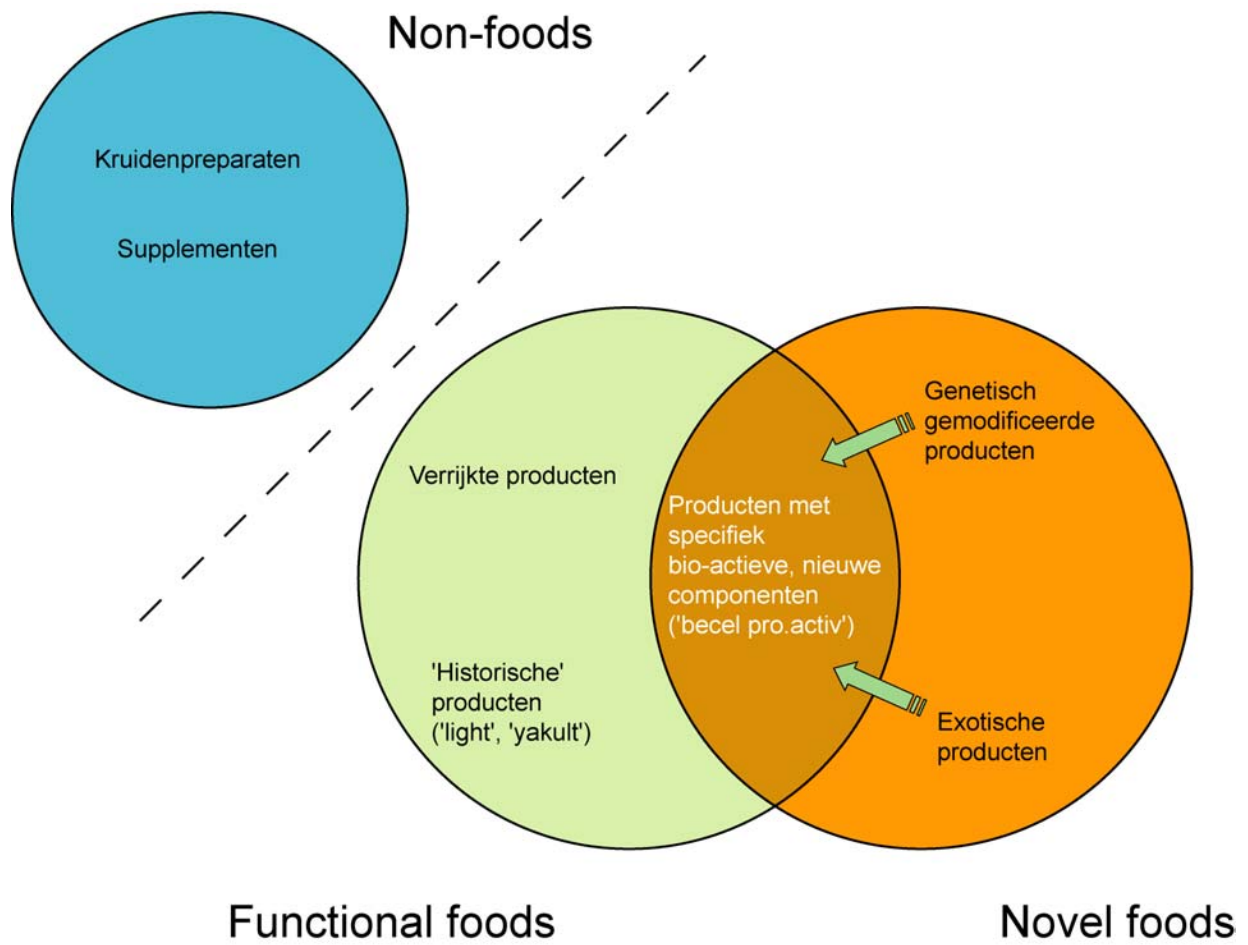 Non-foods
Kruidenpreparaten
Supplementen
Genetisch
gemodificeerde
producten
Verrijkte producten
Producten met
specifiek
bio-actieve, nieuwe
componenten
('becel pro.activ')
'Historische'
producten
('light', 'yakult')
Exotische
producten
Functional foods
Novel foods